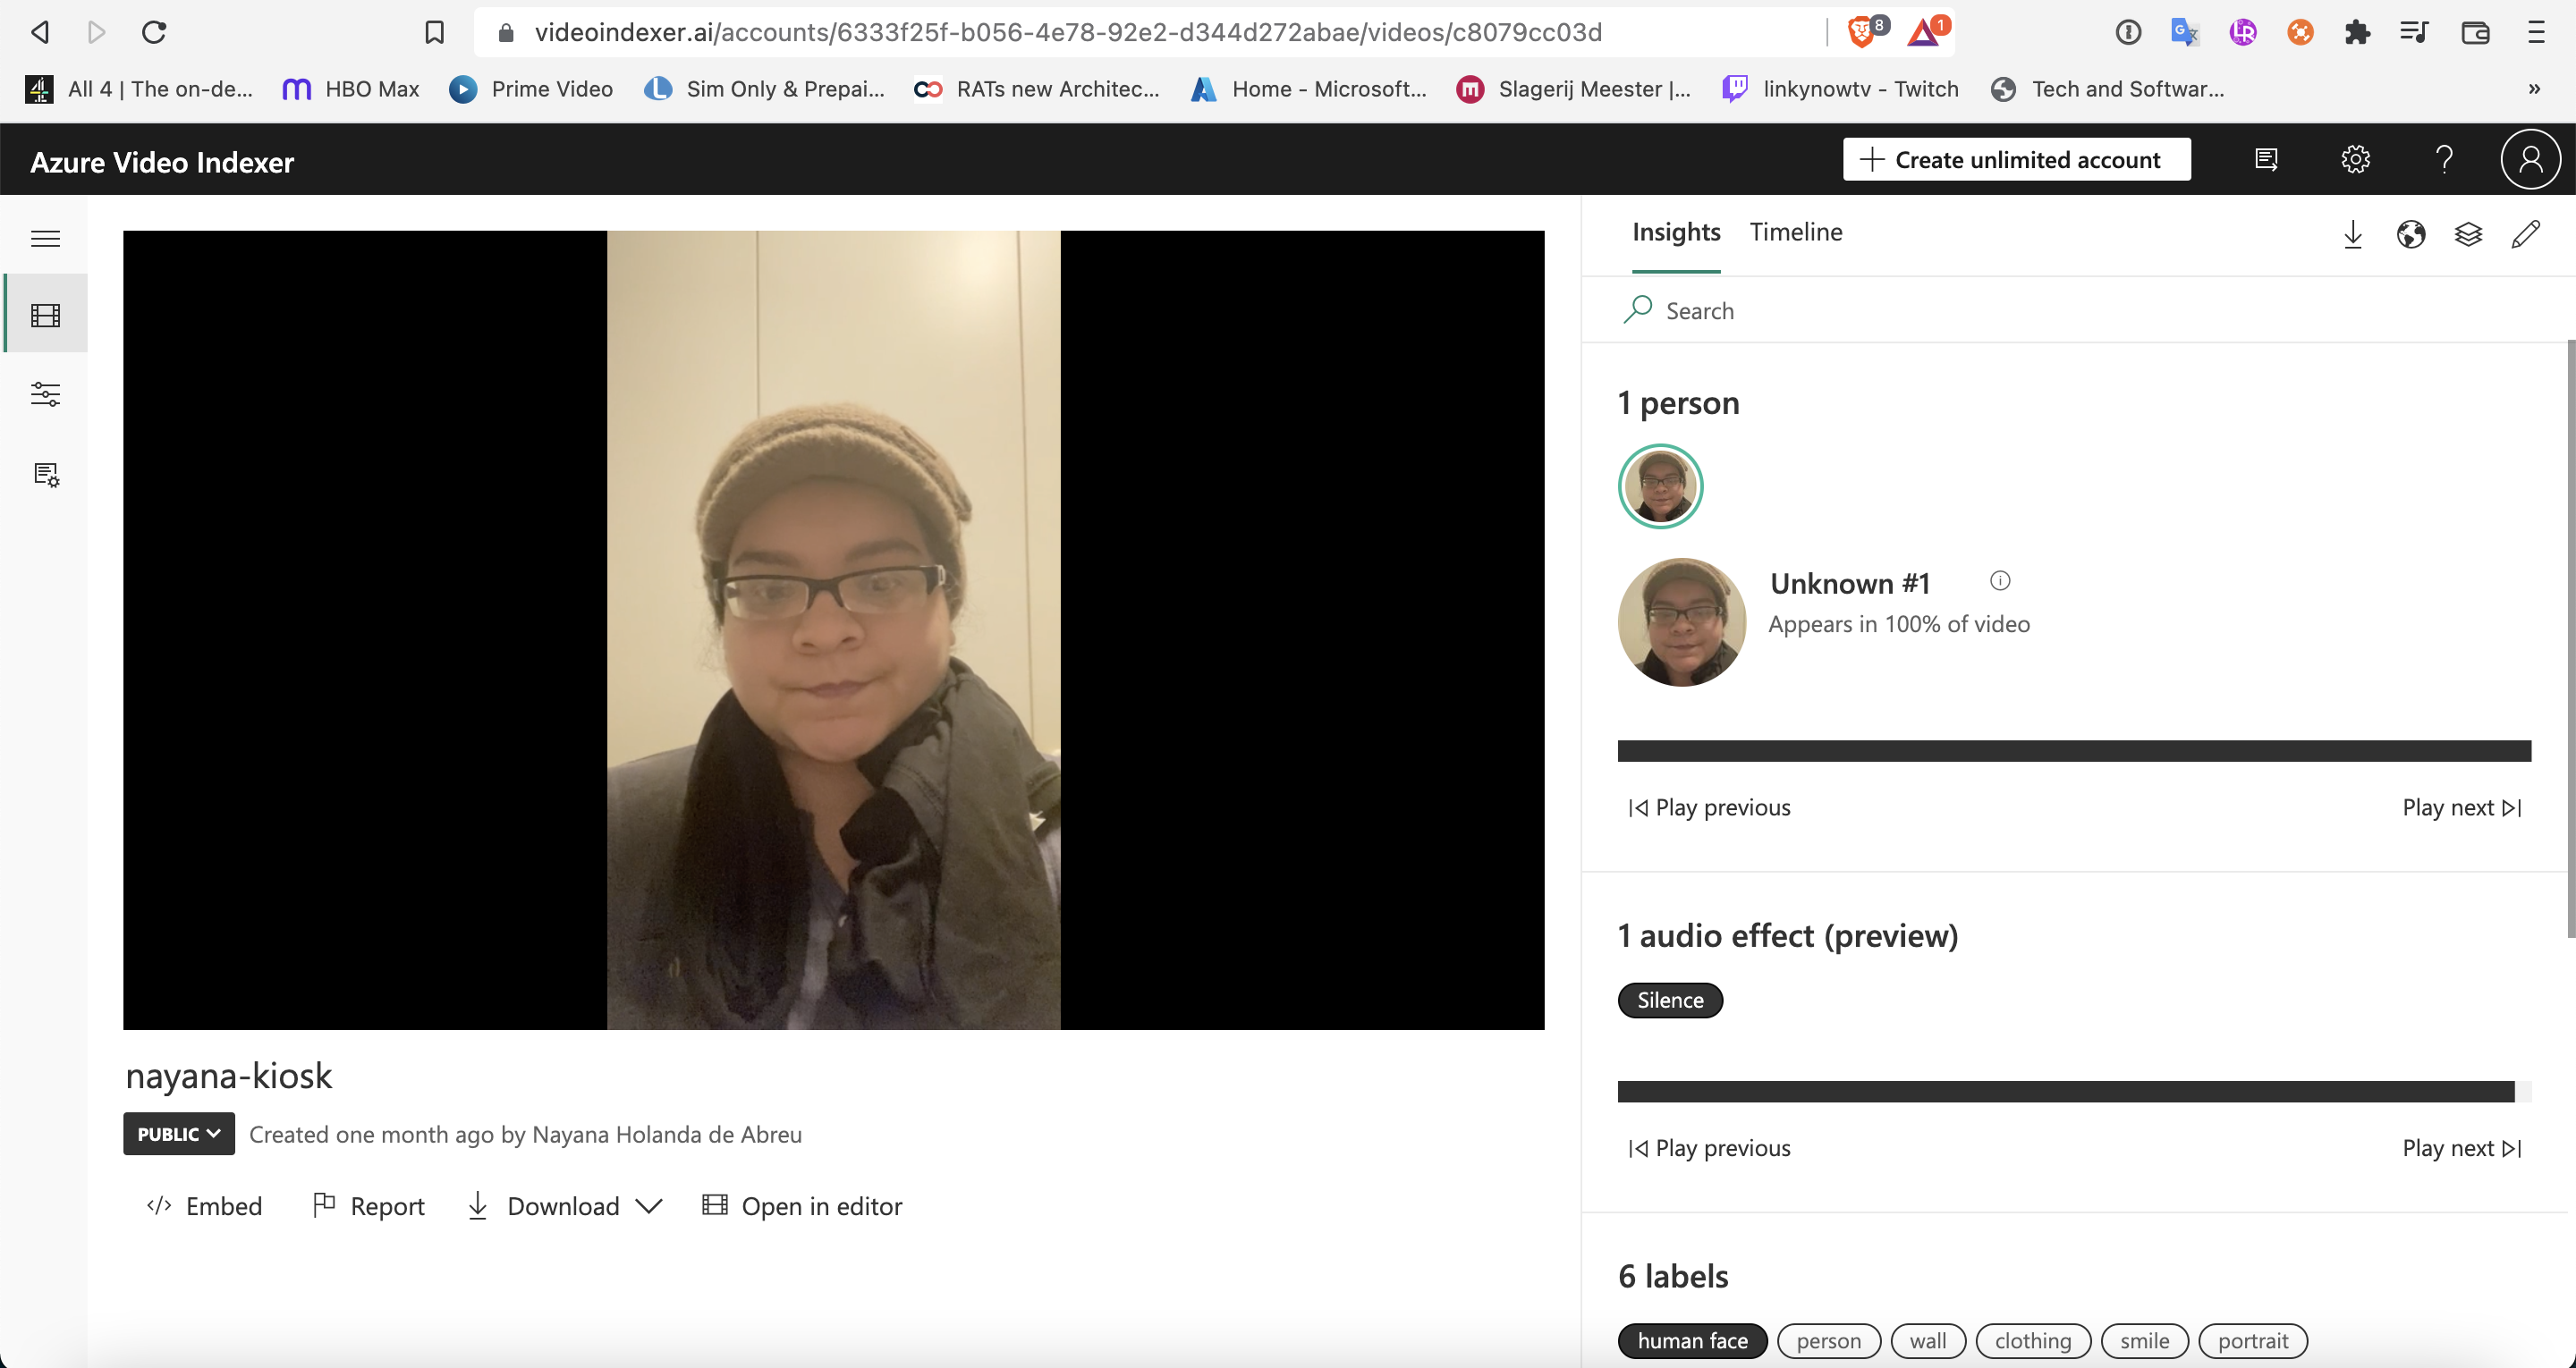 videoindexer.ai/accounts/6333f25f-b056-4e78-92e2-d344d272abae/videos/c8079cc03d
8
1
All 4 | The on-de...
HBO Max
Prime Video
Sim Only & Prepai...
RATs new Architec...
Home - Microsoft...
Slagerij Meester |...
linkynowtv - Twitch
Tech and Softwar...
»
Azure Video Indexer
Create unlimited account
Insights
Timeline
Search
1 person
Unknown #1
Appears in 100% of video
Play previous
Play next
1 audio effect (preview)
Silence
Play previous
Play next
6 labels
human face
person
wall
clothing
smile
portrait
nayana-kiosk
PUBLIC
Created one month ago by Nayana Holanda de Abreu
Embed
Report
Download
Open in editor